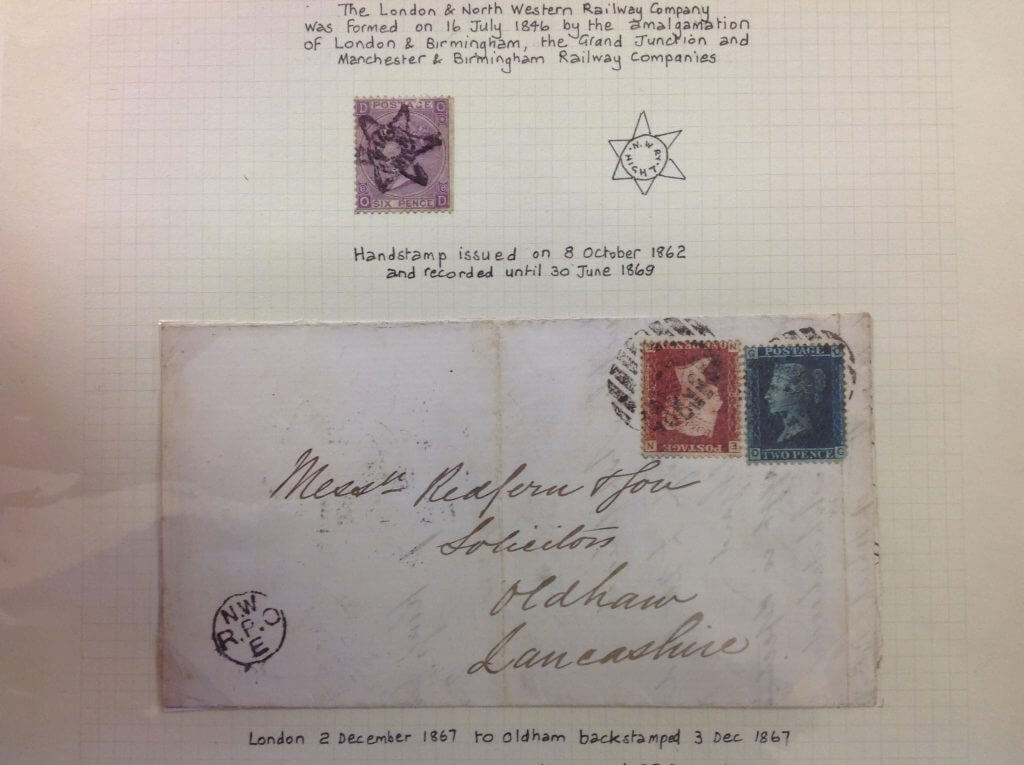 The London & North Western Railway Company
was formed on 16 July 1846 by the amalgamation
of London & Birmingham, the Grand Junction and
Manchester & Birmingham Railway Companies
D POSTAGE O
O SIX PENCE D
N.W RY
NIGHT
Handstamp issued on 8 October 1862
and recorded until 30 June 1869
POSTAGE
N E
G POSTAGE O
O TWO PENCE G
Messrs Redfern & Son
Solicitors
Oldham
Lancashire
N.W
R.P.O
E
London 2 December 1867 to Oldham backstamped 3 Dec 1867